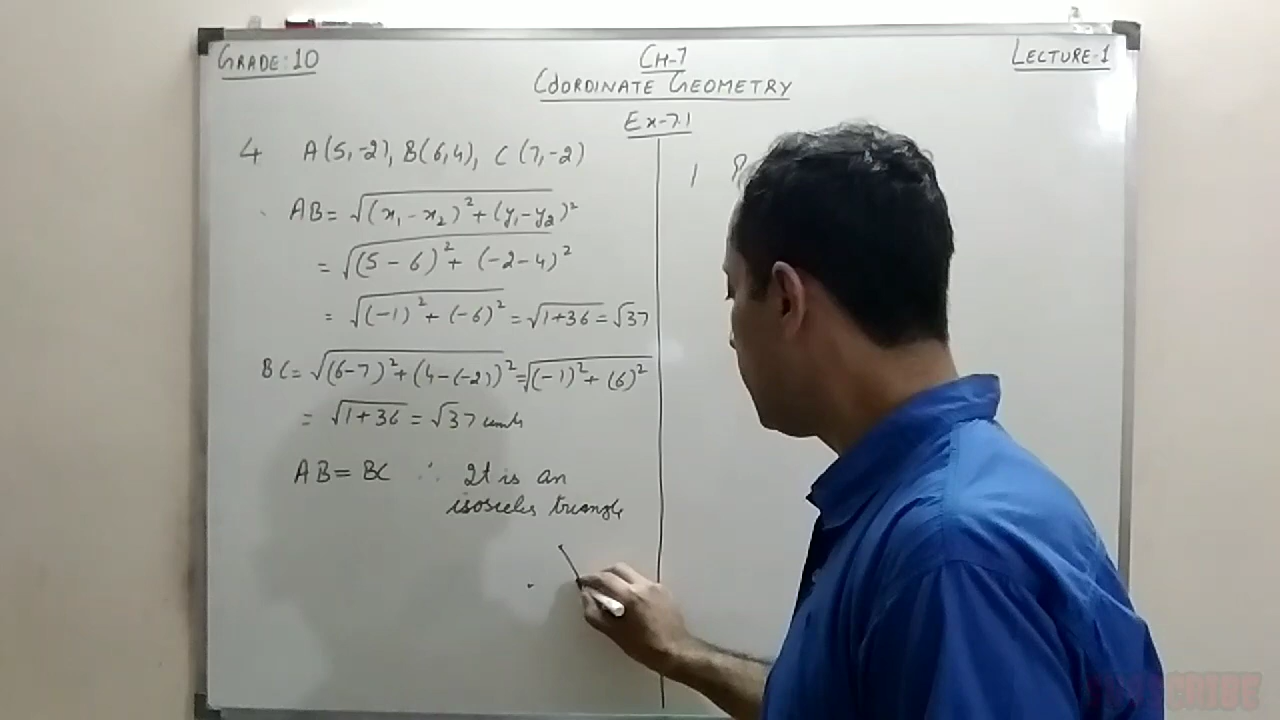 GRADE:10
CH-7
LECTURE-1
COORDINATE GEOMETRY
Ex-7.1
4 A(5,-2), B(6,4), C(7,-2)
AB= √(x₁-x₂)²+(y₁-y₂)²
= √(5-6)²+ (-2-4)²
= √(-1)²+(-6)² = √1+36 = √37
BC= √(6-7)²+(4-(-2))² = √(-1)²+(6)²
= √1+36 = √37 units
AB= BC ∴ It is an
isosceles triangle
1
SUBSCRIBE